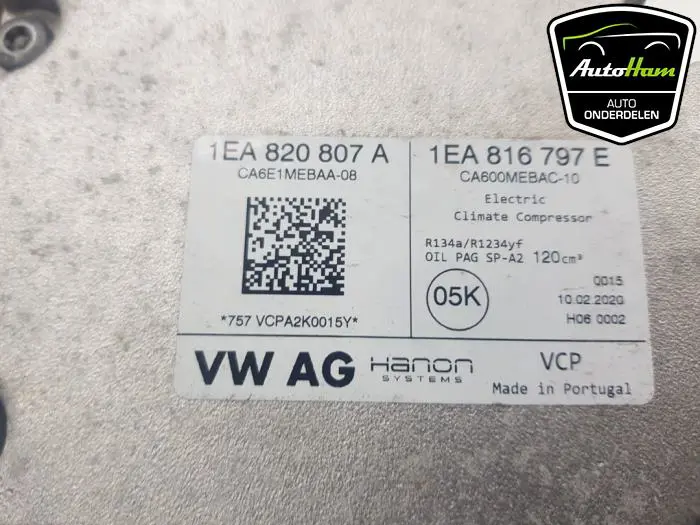 AutoHam
AUTO
ONDERDELEN
1EA 820 807 A
CA6E1MEBAA-08
*757 VCPA2K0015Y*
1EA 816 797 E
CA600MEBAC-10
Electric
Climate Compressor
R134a/R1234yf
OIL PAG SP-A2 120cm³
05K
0015
10.02.2020
H06 0002
VW AG
Hanon
SYSTEMS
VCP
Made in Portugal